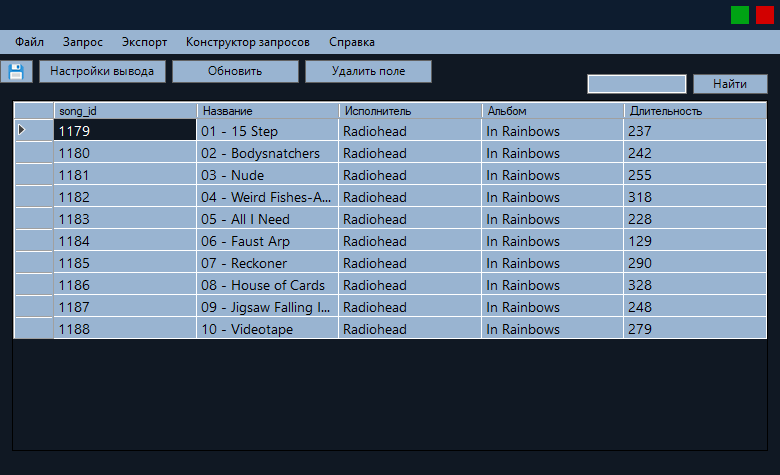 Файл Запрос Экспорт Конструктор запросов Справка
Настройки вывода Обновить Удалить поле Найти
song_id Название Исполнитель Альбом Длительность
1179 01 - 15 Step Radiohead In Rainbows 237
1180 02 - Bodysnatchers Radiohead In Rainbows 242
1181 03 - Nude Radiohead In Rainbows 255
1182 04 - Weird Fishes-A... Radiohead In Rainbows 318
1183 05 - All I Need Radiohead In Rainbows 228
1184 06 - Faust Arp Radiohead In Rainbows 129
1185 07 - Reckoner Radiohead In Rainbows 290
1186 08 - House of Cards Radiohead In Rainbows 328
1187 09 - Jigsaw Falling I... Radiohead In Rainbows 248
1188 10 - Videotape Radiohead In Rainbows 279